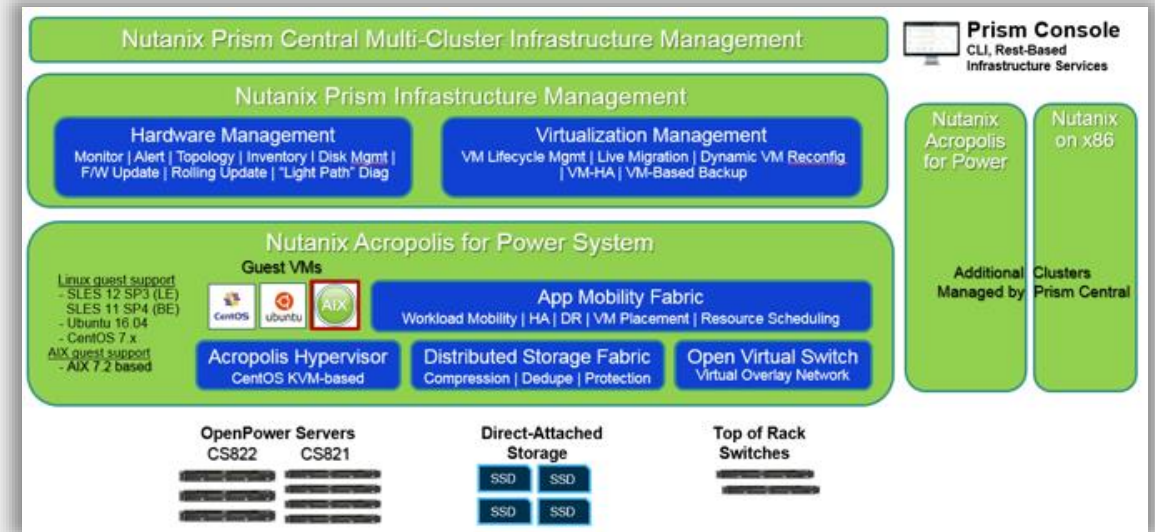 Nutanix Prism Central Multi-Cluster Infrastructure Management
Prism Console
CLI, Rest-Based
Infrastructure Services
Nutanix Prism Infrastructure Management
Hardware Management
Monitor | Alert | Topology | Inventory I Disk Mgmt |
F/W Update | Rolling Update | "Light Path" Diag
Virtualization Management
VM Lifecycle Mgmt | Live Migration | Dynamic VM Reconfig
| VM-HA | VM-Based Backup
Nutanix
Acropolis
for Power
Nutanix
on x86
Additional
Managed by
Clusters
Prism Central
Nutanix Acropolis for Power System
Linux guest support
- SLES 12 SP3 (LE)
SLES 11 SP4 (BE)
- Ubuntu 16 04
- CentOS 7.x
AIX guest support
- AIX 7.2 based
Guest VMs
CentOS
ubuntu
AIX
App Mobility Fabric
Workload Mobility | HA | DR | VM Placement | Resource Scheduling
Acropolis Hypervisor
CentOS KVM-based
Distributed Storage Fabric
Compression | Dedupe | Protection
Open Virtual Switch
Virtual Overlay Network
OpenPower Servers
CS822
CS821
Direct-Attached
Storage
SSD
SSD
SSD
SSD
Top of Rack
Switches